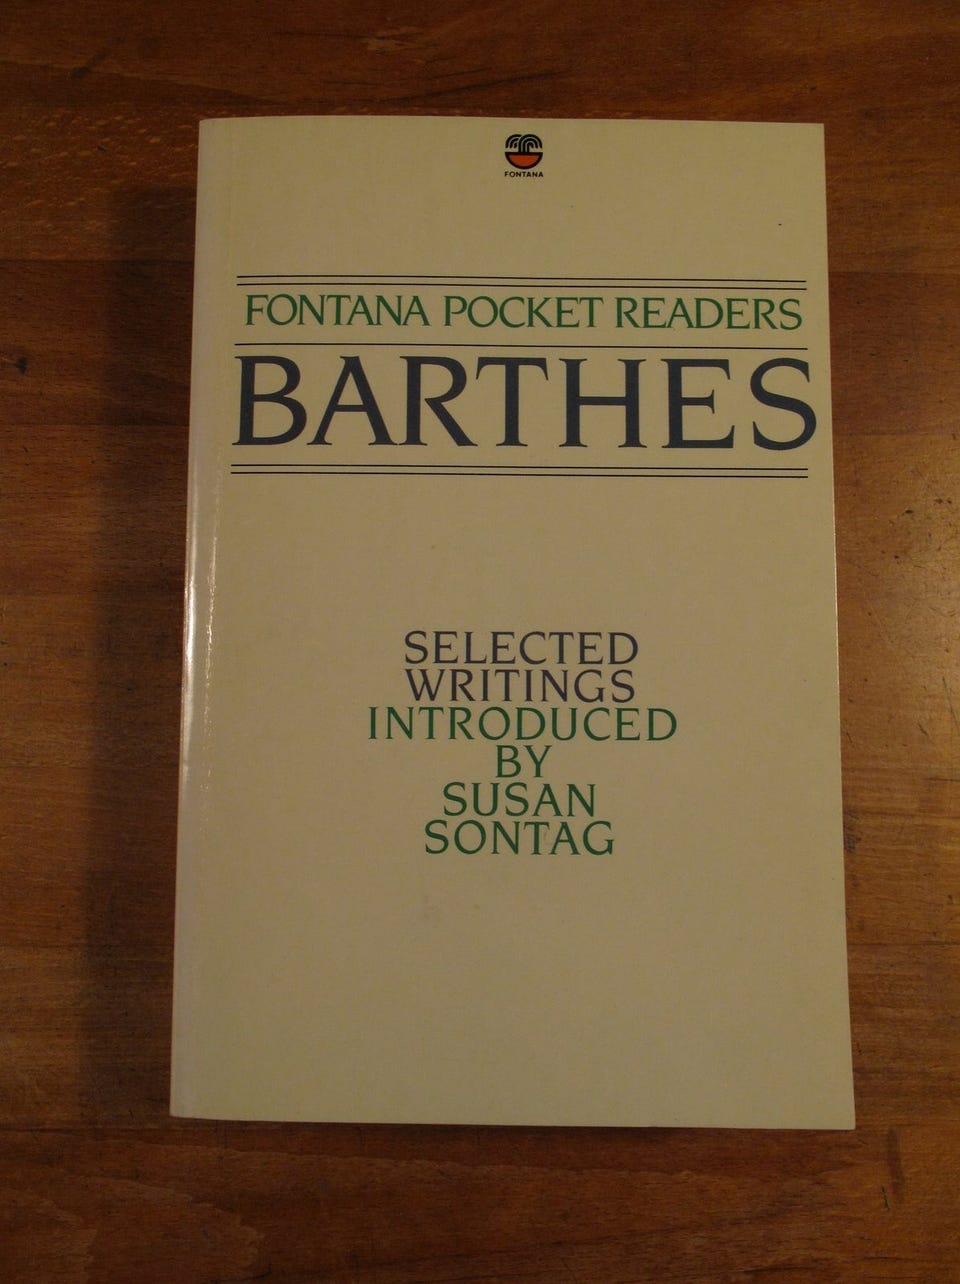 FONTANA
FONTANA POCKET READERS
BARTHES
SELECTED
WRITINGS
INTRODUCED
BY
SUSAN
SONTAG